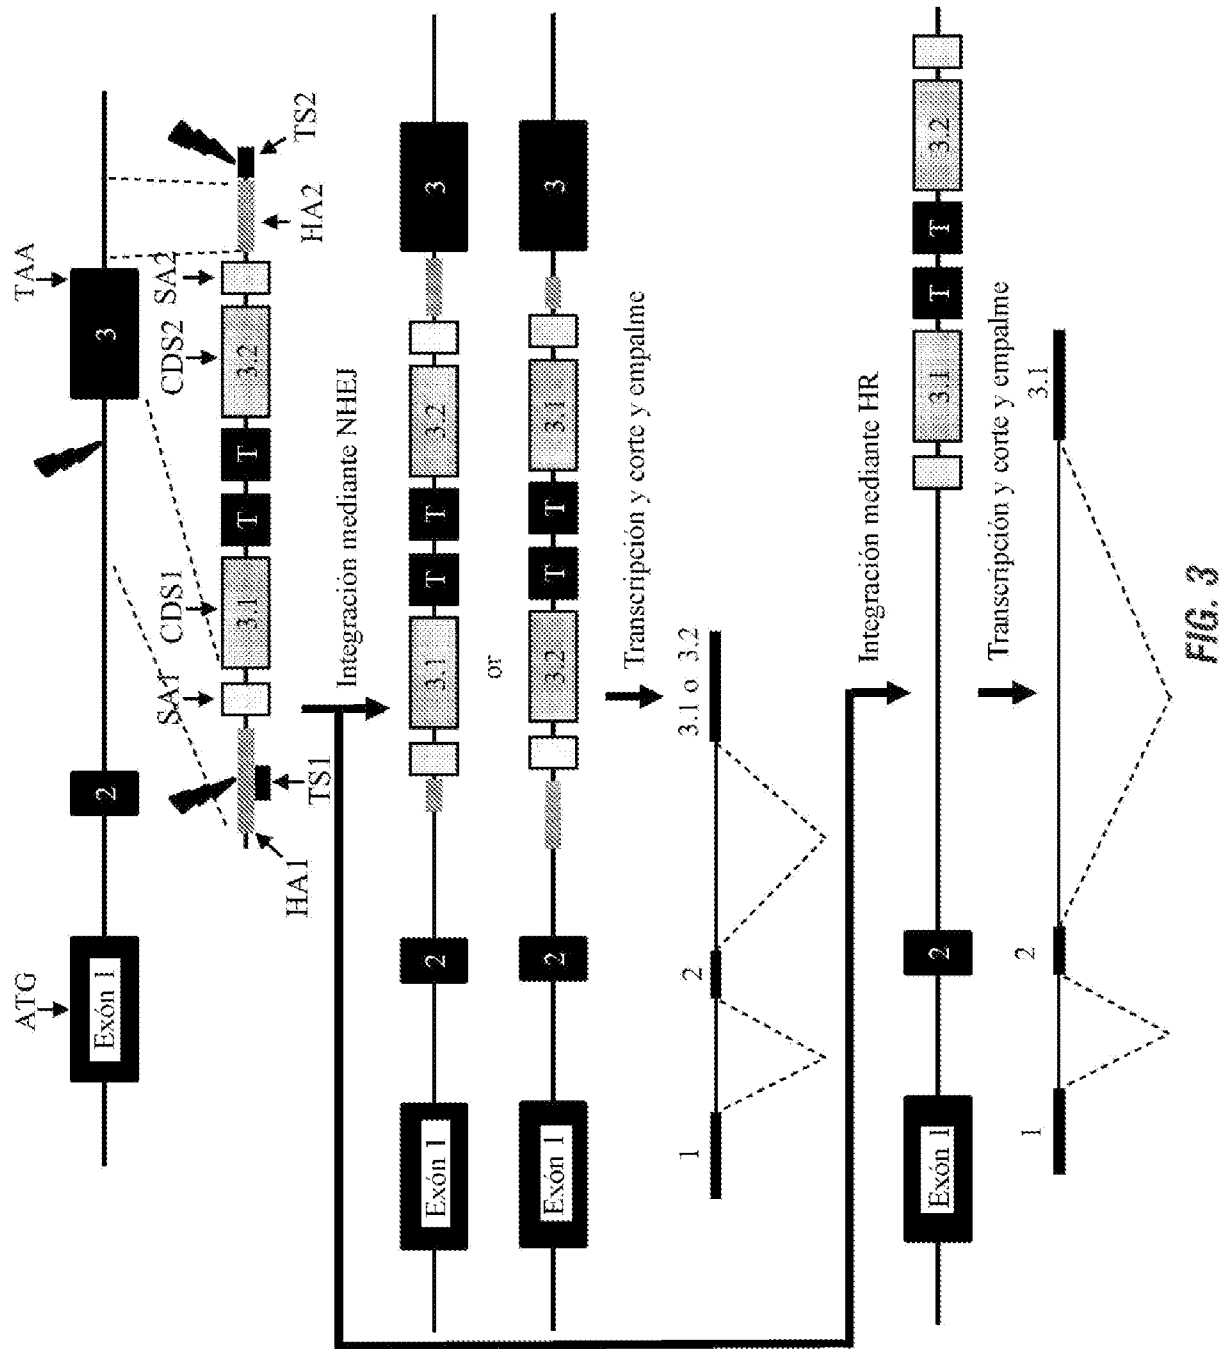 ATG
TAA
Exón 1
2
3
SA1
CDS1
CDS2
SA2
3.1
T
T
3.2
HA1
TS1
HA2
TS2
Integración mediante NHEJ
Exón 1
2
3.1
T
T
3.2
3
or
Exón 1
2
3.2
T
T
3.1
3
Transcripción y corte y empalme
1
2
3.1 o 3.2
Integración mediante HR
Exón 1
2
3.1
T
T
3.2
Transcripción y corte y empalme
1
2
3.1
FIG. 3